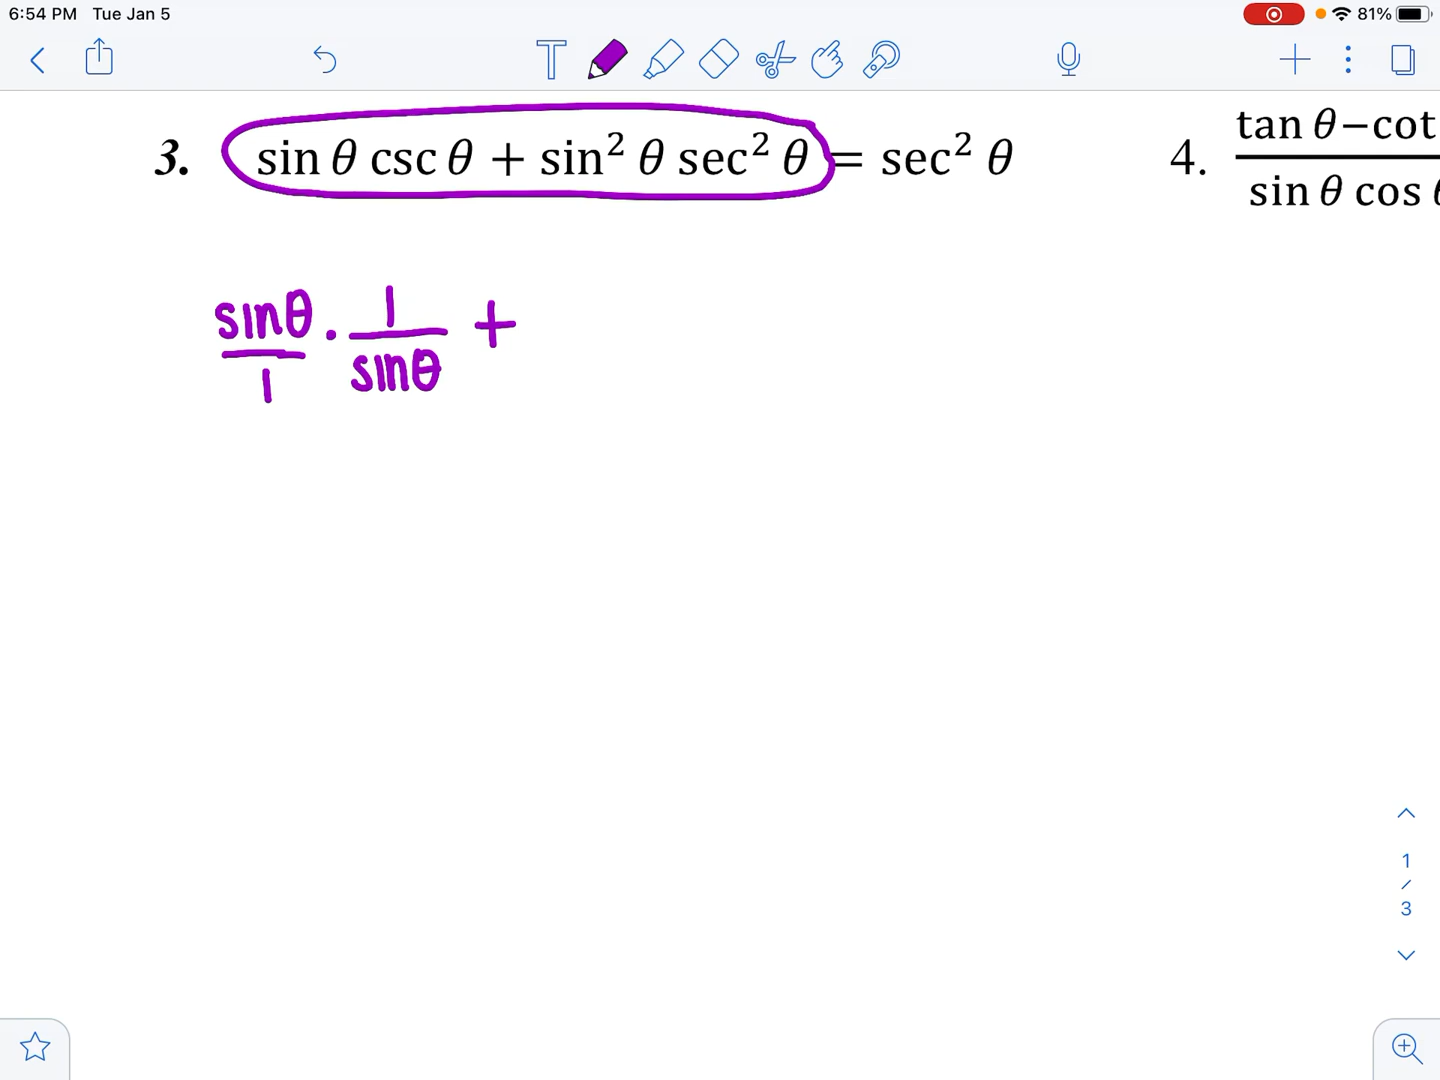 6:54 PM Tue Jan 5 81%
T
3. sin θ csc θ + sin² θ sec² θ = sec² θ
4. tan θ−cot
sin θ cos θ
sinθ/1 · 1/sinθ +
1
/
3